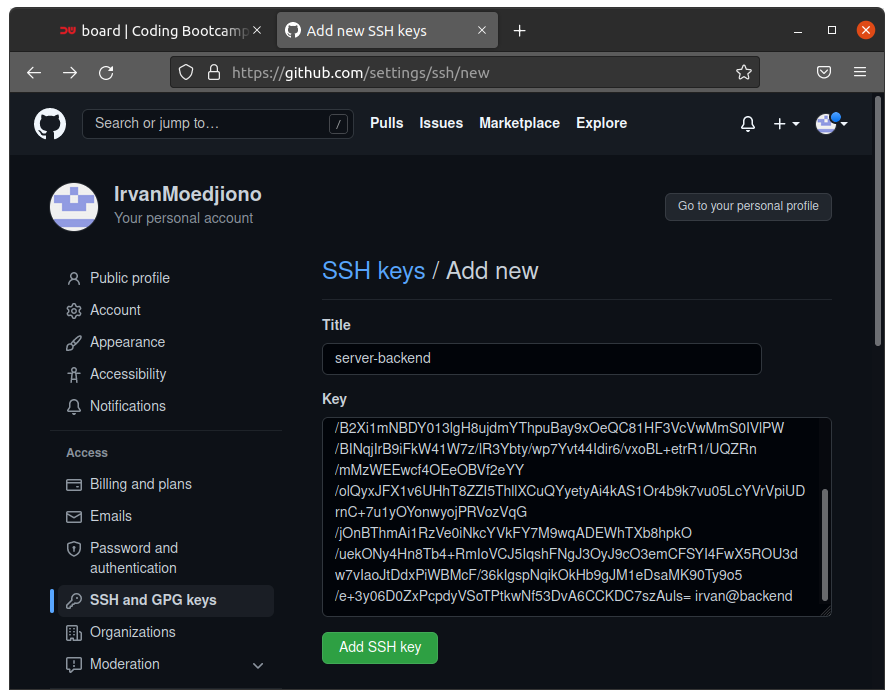 board | Coding Bootcamp
Add new SSH keys
https://github.com/settings/ssh/new
Search or jump to…
/
Pulls
Issues
Marketplace
Explore
IrvanMoedjiono
Your personal account
Go to your personal profile
Public profile
Account
Appearance
Accessibility
Notifications
Access
Billing and plans
Emails
Password and
authentication
SSH and GPG keys
Organizations
Moderation
SSH keys / Add new
Title
server-backend
Key
/B2Xi1mNBDY013lgH8ujdmYThpuBay9xOeQC81HF3VcVwMmS0IVlPW
/BINqjIrB9iFkW41W7z/lR3Ybty/wp7Yvt44Idir6/vxoBL+etrR1/UQZRn
/mMzWEEwcf4OEeOBVf2eYY
/olQyxJFX1v6UHhT8ZZI5ThllXCuQYyetyAi4kAS1Or4b9k7vu05LcYVrVpiUD
rnC+7u1yOYonwyojPRVozVqG
/jOnBThmAi1RzVe0iNkcYVkFY7M9wqADEWhTXb8hpkO
/uekONy4Hn8Tb4+RmIoVCJ5IqshFNgJ3OyJ9cO3emCFSYI4FwX5ROU3d
w7vIaoJtDdxPiWBMcF/36kIgspNqikOkHb9gJM1eDsaMK90Ty9o5
/e+3y06D0ZxPcpdyVSoTPtkwNf53DvA6CCKDC7szAuIs= irvan@backend
Add SSH key